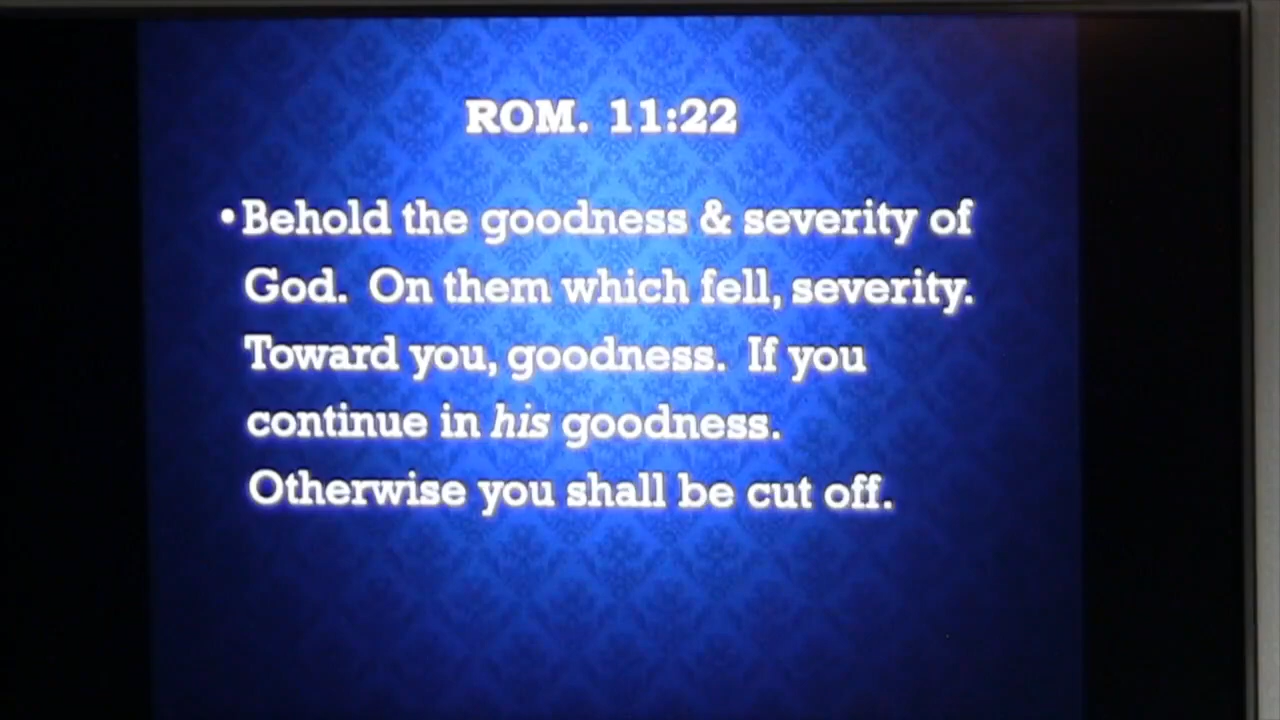 ROM. 11:22
•Behold the goodness & severity of
God. On them which fell, severity.
Toward you, goodness. If you
continue in his goodness.
Otherwise you shall be cut off.